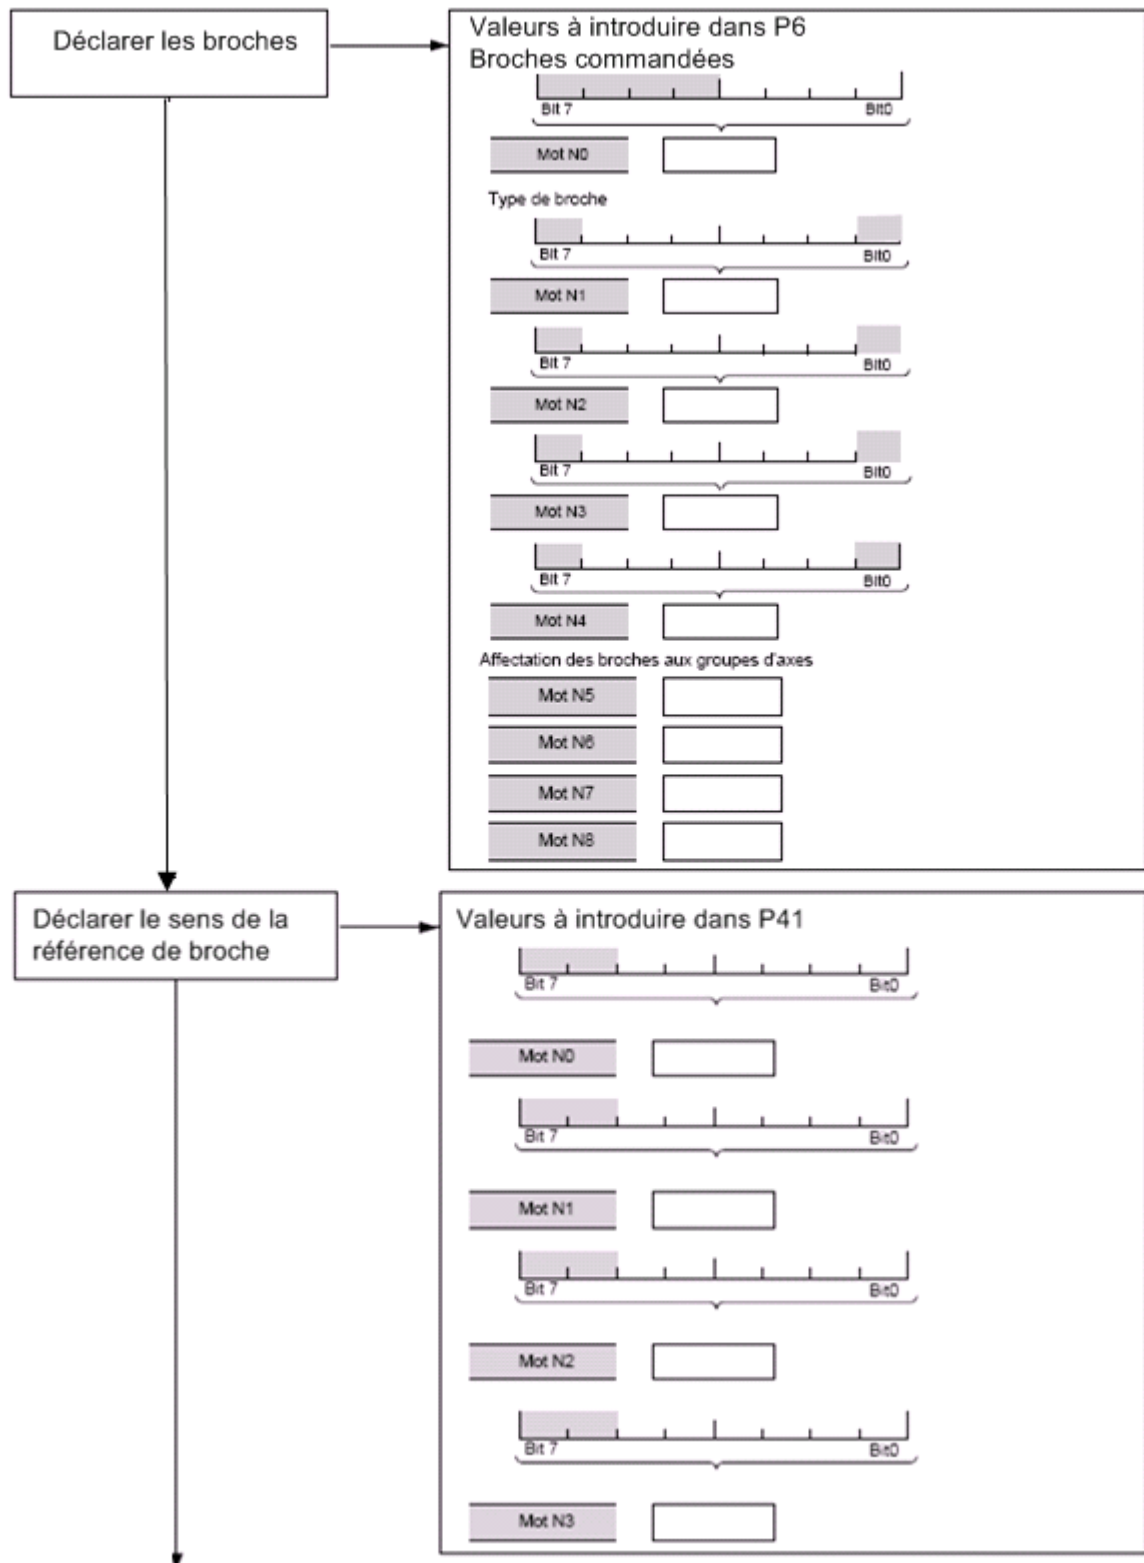 Déclarer les broches
Valeurs à introduire dans P6
Broches commandées
Bit 7 Bit0
Mot N0
Type de broche
Bit 7 Bit0
Mot N1
Bit 7 Bit0
Mot N2
Bit 7 Bit0
Mot N3
Bit 7 Bit0
Mot N4
Affectation des broches aux groupes d'axes
Mot N5
Mot N6
Mot N7
Mot N8
Déclarer le sens de la
référence de broche
Valeurs à introduire dans P41
Bit 7 Bit0
Mot N0
Bit 7 Bit0
Mot N1
Bit 7 Bit0
Mot N2
Bit 7 Bit0
Mot N3